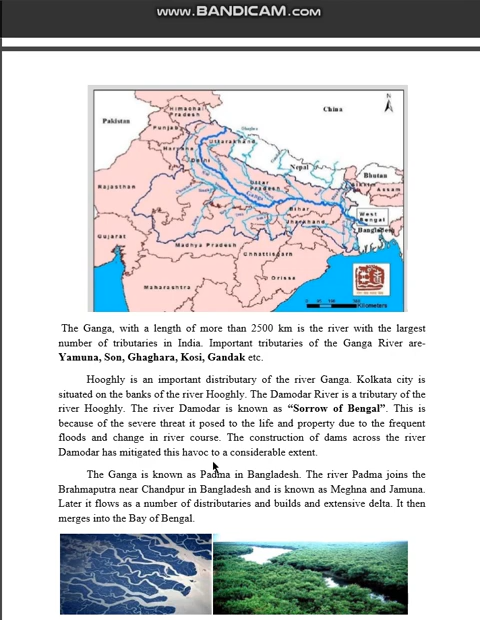 WWW.BANDICAM.COM
China
N
Himachal
Pradesh
Pakistan
Punjab
Uttarakhand
Haryana
Delhi
Nepal
Bhutan
Sikkim
Assam
Rajasthan
Uttar
Pradesh
Bihar
West
Bengal
Jharkhand
Bangladesh
Gujarat
Madhya Pradesh
Chhattisgarh
Orissa
Maharashtra
Kilometers
The Ganga, with a length of more than 2500 km is the river with the largest
number of tributaries in India. Important tributaries of the Ganga River are-
Yamuna, Son, Ghaghara, Kosi, Gandak etc.
Hooghly is an important distributary of the river Ganga. Kolkata city is
situated on the banks of the river Hooghly. The Damodar River is a tributary of the
river Hooghly. The river Damodar is known as “Sorrow of Bengal”. This is
because of the severe threat it posed to the life and property due to the frequent
floods and change in river course. The construction of dams across the river
Damodar has mitigated this havoc to a considerable extent.
The Ganga is known as Padma in Bangladesh. The river Padma joins the
Brahmaputra near Chandpur in Bangladesh and is known as Meghna and Jamuna.
Later it flows as a number of distributaries and builds and extensive delta. It then
merges into the Bay of Bengal.